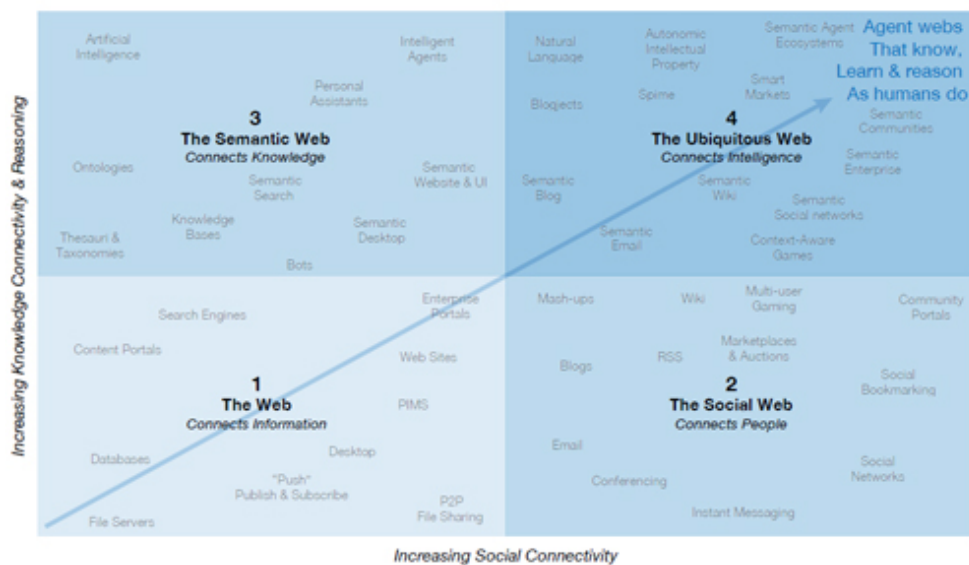 Increasing Knowledge Connectivity & Reasoning
Artificial
Intelligence
Intelligent
Agents
Personal
Assistants
3
The Semantic Web
Connects Knowledge
Ontologies
Semantic
Search
Semantic
Website & UI
Knowledge
Bases
Semantic
Desktop
Thesauri &
Taxonomies
Bots
Natural
Language
Autonomic
Intellectual
Property
Semantic Agent
Ecosystems
Agent webs
That know,
Learn & reason
As humans do
Blogjects
Spime
Smart
Markets
4
The Ubiquitous Web
Connects Intelligence
Semantic
Communities
Semantic
Enterprise
Semantic
Blog
Semantic
Wiki
Semantic
Social networks
Semantic
Email
Context-Aware
Games
Search Engines
Enterprise
Portals
Content Portals
Web Sites
1
The Web
Connects Information
PIMS
Databases
Desktop
"Push"
Publish & Subscribe
File Servers
P2P
File Sharing
Mash-ups
Wiki
Multi-user
Gaming
Community
Portals
Blogs
RSS
Marketplaces
& Auctions
2
The Social Web
Connects People
Social
Bookmarking
Email
Conferencing
Social
Networks
Instant Messaging
Increasing Social Connectivity